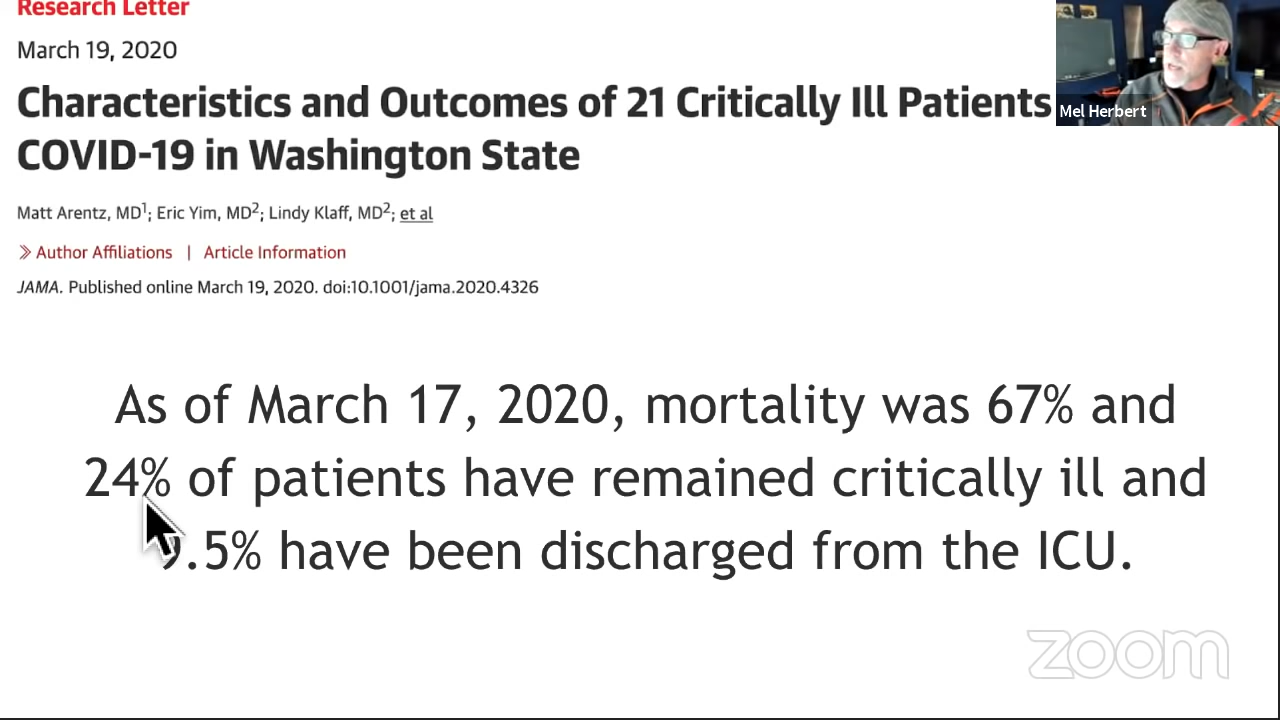 Research Letter
March 19, 2020
Characteristics and Outcomes of 21 Critically Ill Patients
COVID-19 in Washington State
Matt Arentz, MD1; Eric Yim, MD2; Lindy Klaff, MD2; et al
Author Affiliations | Article Information
JAMA. Published online March 19, 2020. doi:10.1001/jama.2020.4326
Mel Herbert
As of March 17, 2020, mortality was 67% and
24% of patients have remained critically ill and
9.5% have been discharged from the ICU.
zoom